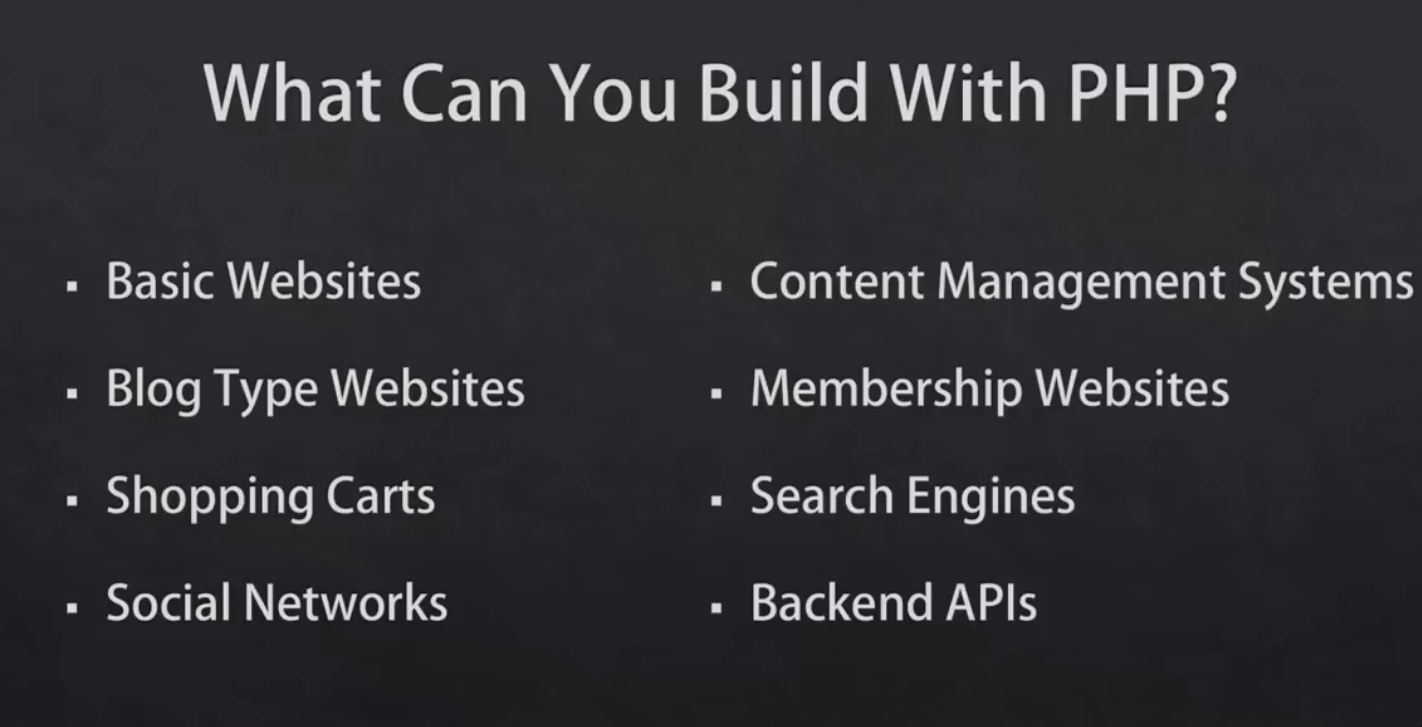 What Can You Build With PHP?
▪ Basic Websites
▪ Blog Type Websites
▪ Shopping Carts
▪ Social Networks
▪ Content Management Systems
▪ Membership Websites
▪ Search Engines
▪ Backend APIs